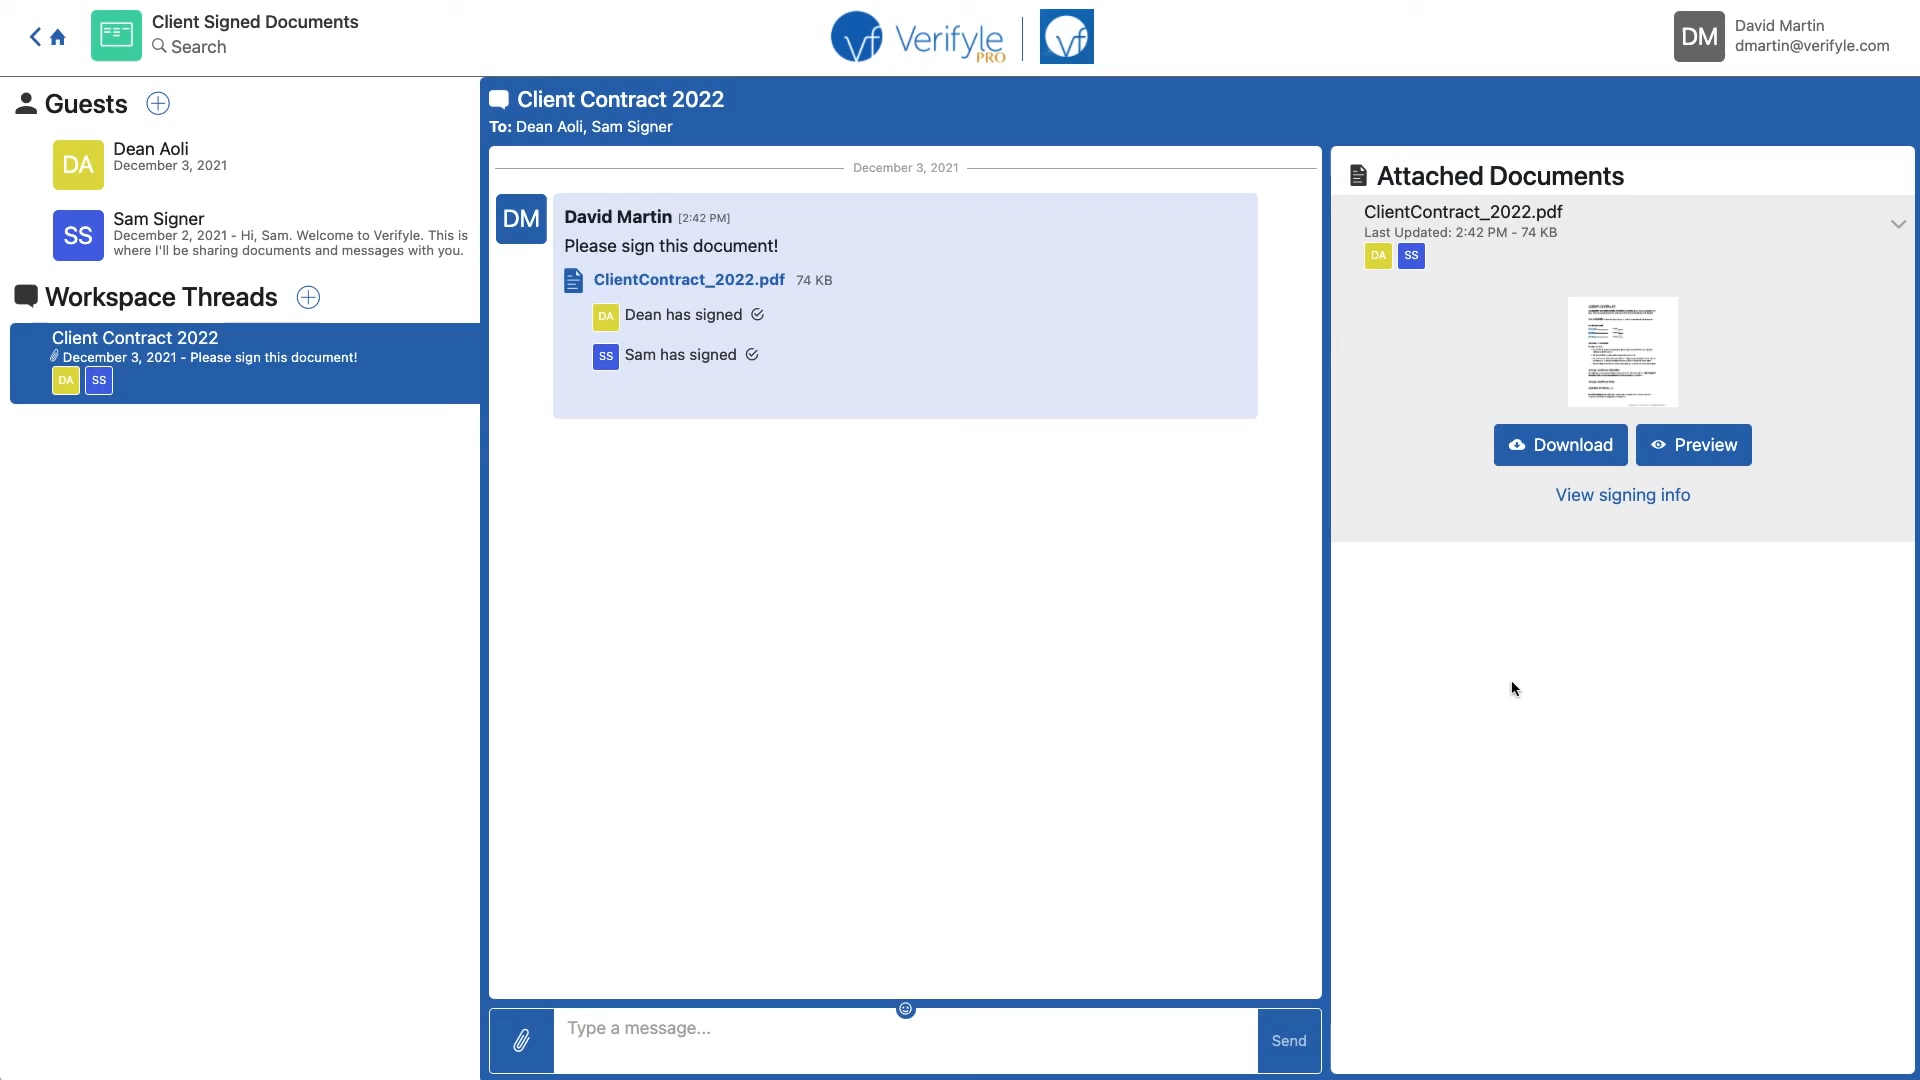 Client Signed Documents
Search
vf Verifyle PRO
vf
DM
David Martin
dmartin@verifyle.com
Guests
DA
Dean Aoli
December 3, 2021
SS
Sam Signer
December 2, 2021 - Hi, Sam. Welcome to Verifyle. This is
where I'll be sharing documents and messages with you.
Workspace Threads
Client Contract 2022
December 3, 2021 - Please sign this document!
DA SS
Client Contract 2022
To: Dean Aoli, Sam Signer
December 3, 2021
DM
David Martin [2:42 PM]
Please sign this document!
ClientContract_2022.pdf 74 KB
DA Dean has signed
SS Sam has signed
Type a message...
Send
Attached Documents
ClientContract_2022.pdf
Last Updated: 2:42 PM - 74 KB
DA SS
Download
Preview
View signing info